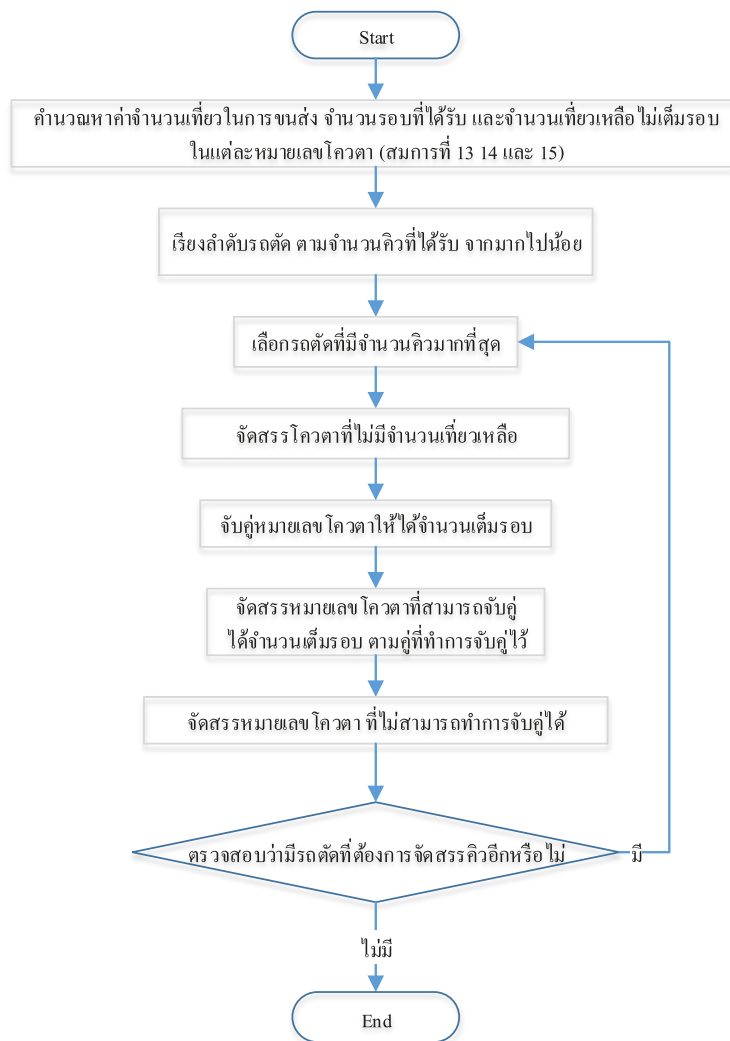 Start
คำนวณหาค่าจำนวนเที่ยวในการขนส่ง จำนวนรอบที่ได้รับ และจำนวนเที่ยวเหลือไม่เต็มรอบ
ในแต่ละหมายเลขโควตา (สมการที่ 13 14 และ 15)
เรียงลำดับรถตัด ตามจำนวนคิวที่ได้รับ จากมากไปน้อย
เลือกรถตัดที่มีจำนวนคิวมากที่สุด
จัดสรรโควตาที่ไม่มีจำนวนเที่ยวเหลือ
จับคู่หมายเลขโควตาให้ได้จำนวนเต็มรอบ
จัดสรรหมายเลขโควตาที่สามารถจับคู่
ได้จำนวนเต็มรอบ ตามคู่ที่ทำการจับคู่ไว้
จัดสรรหมายเลขโควตา ที่ไม่สามารถทำการจับคู่ได้
ตรวจสอบว่ามีรถตัดที่ต้องการจัดสรรคิวอีกหรือไม่
มี
ไม่มี
End